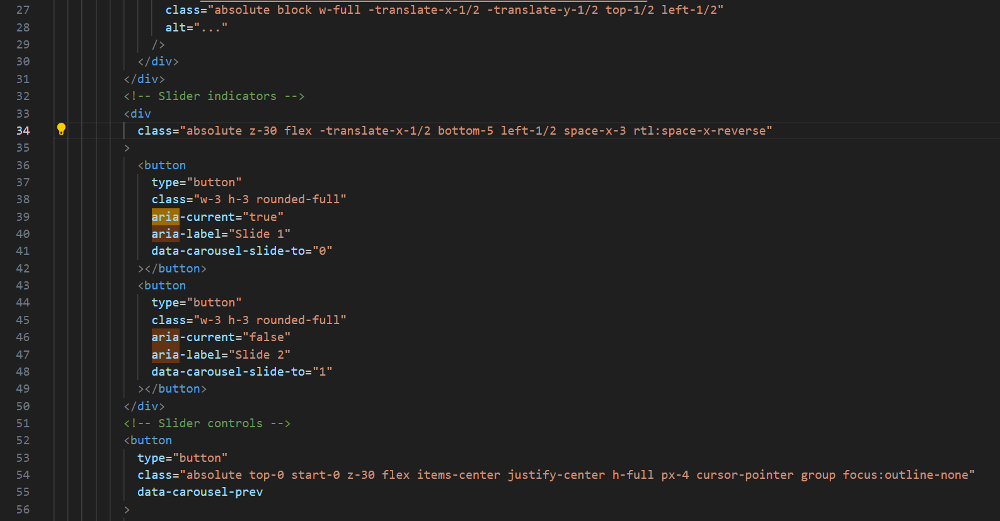 27 class="absolute block w-full -translate-x-1/2 -translate-y-1/2 top-1/2 left-1/2"
28 alt="..."
29 />
30 </div>
31 </div>
32 <!-- Slider indicators -->
33 <div
34 class="absolute z-30 flex -translate-x-1/2 bottom-5 left-1/2 space-x-3 rtl:space-x-reverse"
35 >
36 <button
37 type="button"
38 class="w-3 h-3 rounded-full"
39 aria-current="true"
40 aria-label="Slide 1"
41 data-carousel-slide-to="0"
42 ></button>
43 <button
44 type="button"
45 class="w-3 h-3 rounded-full"
46 aria-current="false"
47 aria-label="Slide 2"
48 data-carousel-slide-to="1"
49 ></button>
50 </div>
51 <!-- Slider controls -->
52 <button
53 type="button"
54 class="absolute top-0 start-0 z-30 flex items-center justify-center h-full px-4 cursor-pointer group focus:outline-none"
55 data-carousel-prev
56 >